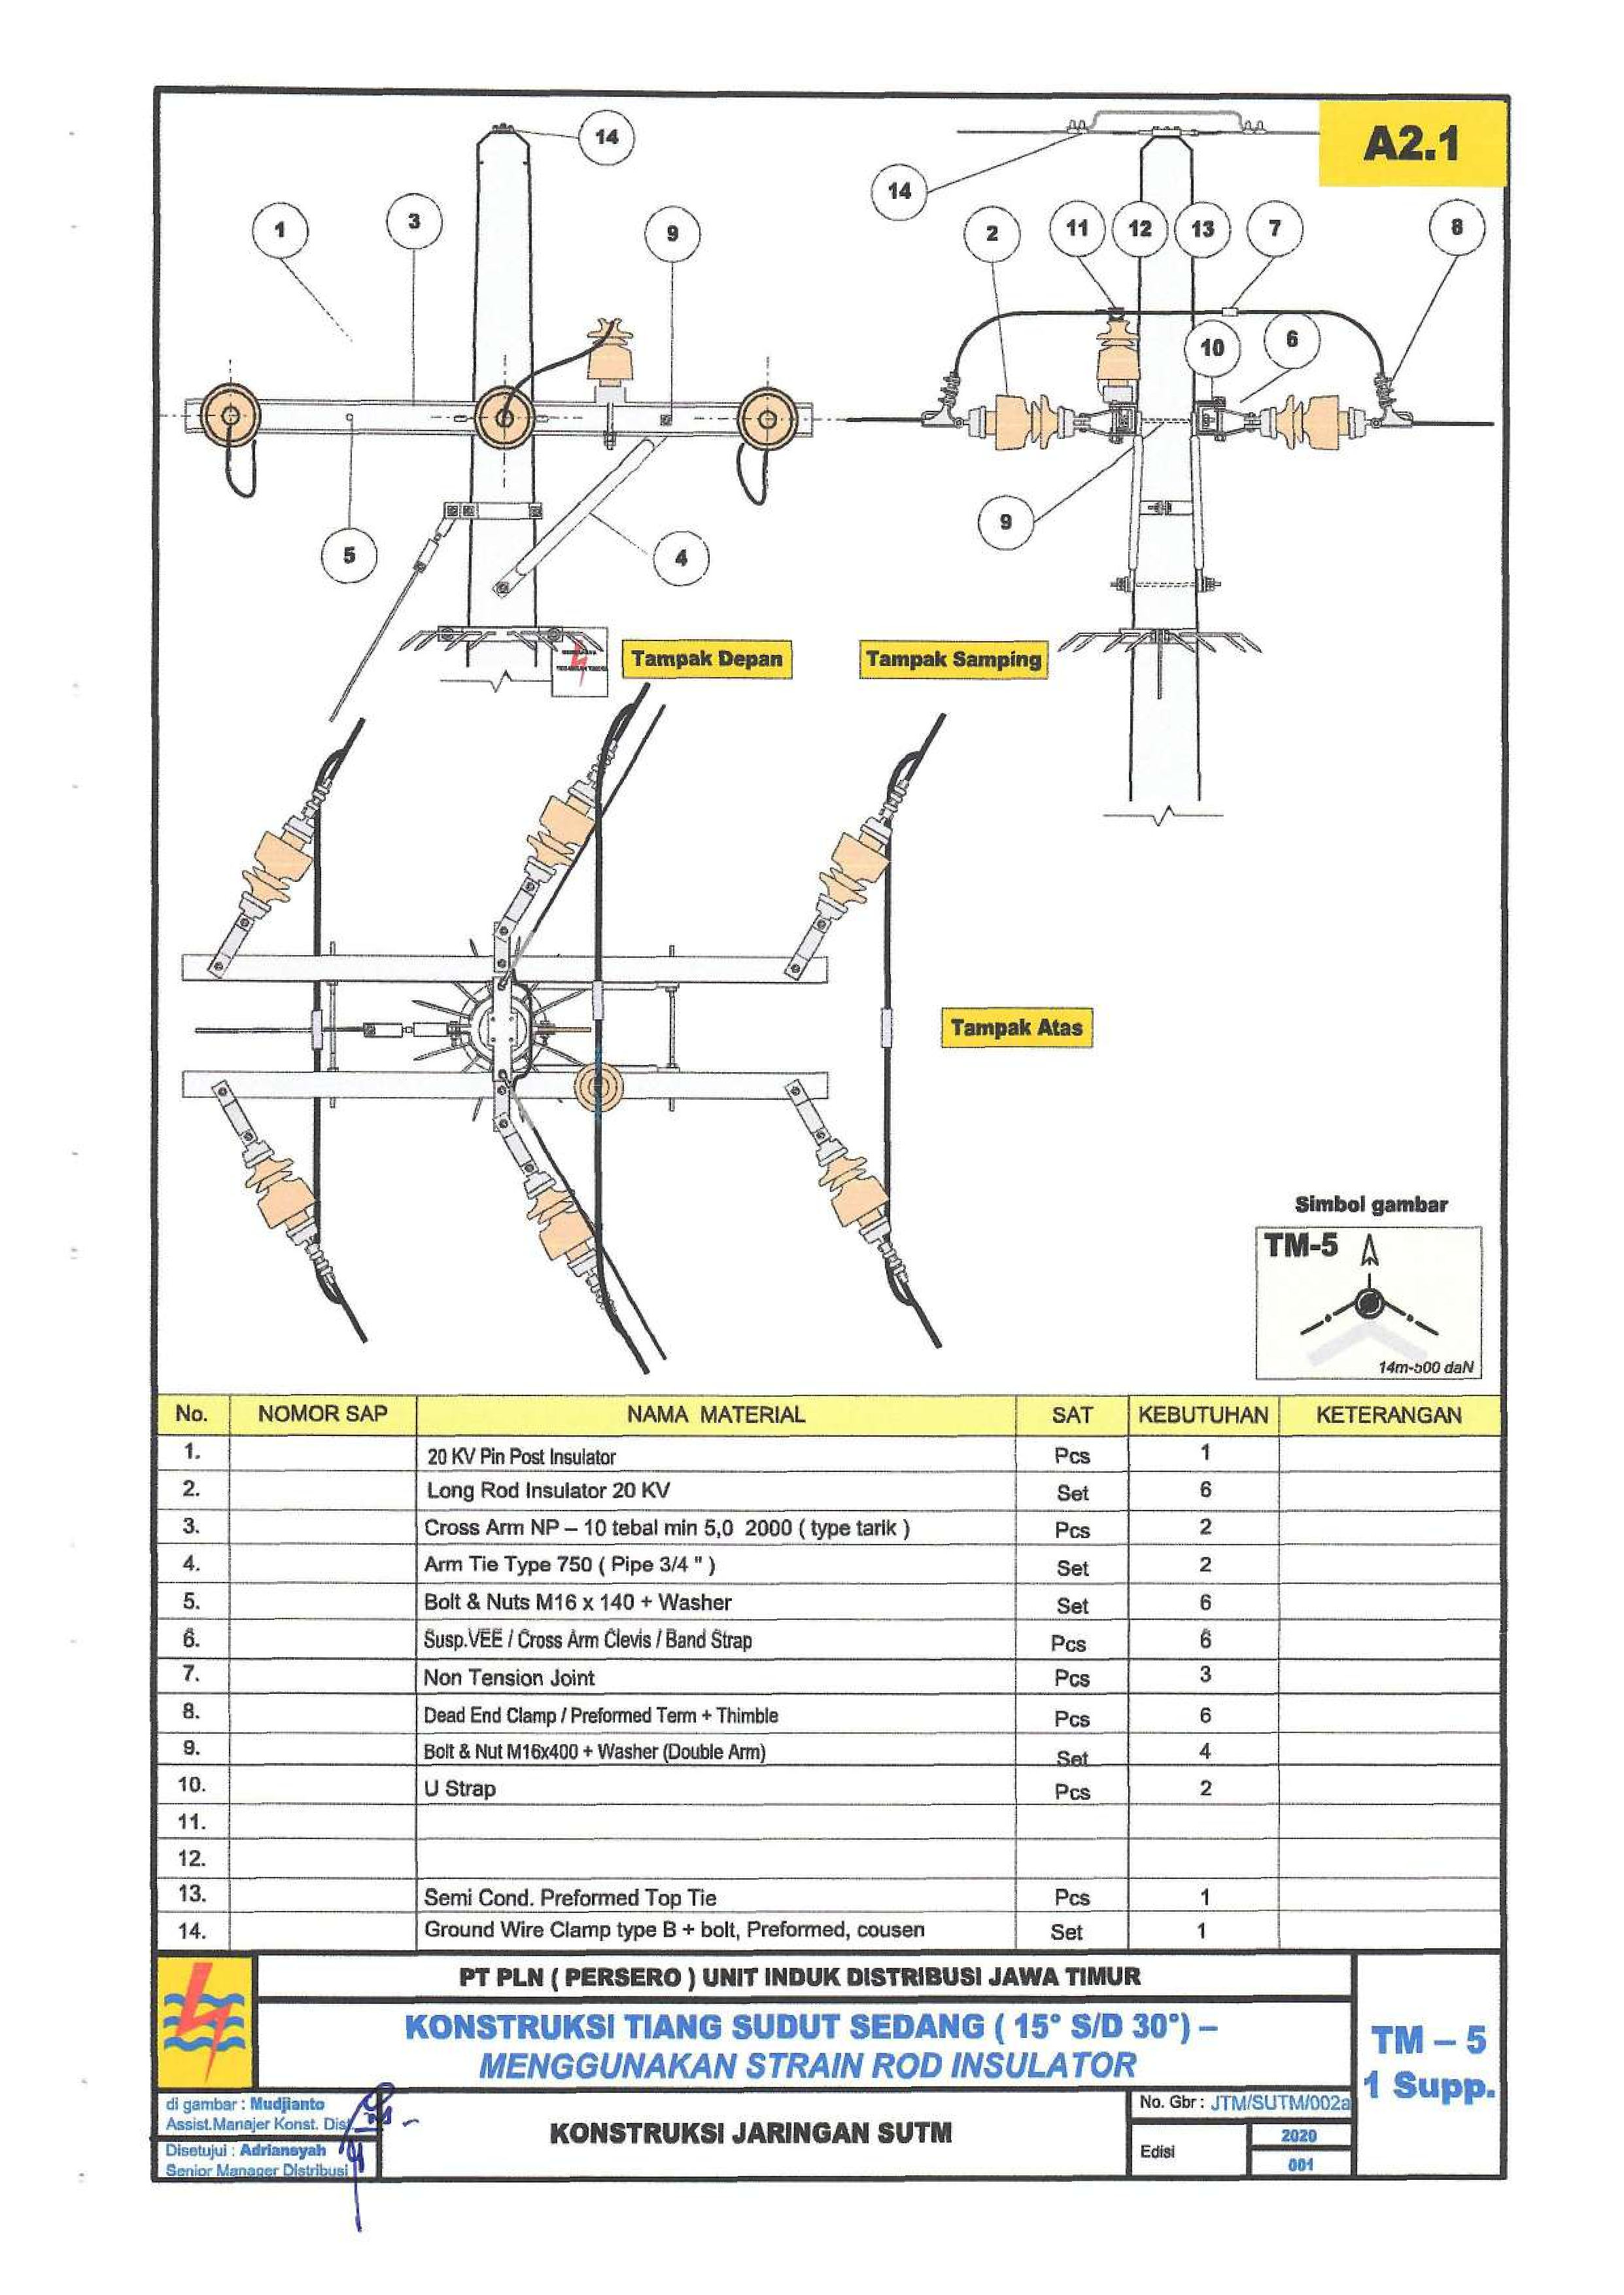 A2.1
14
1
3
9
14
2
11
12
13
7
8
10
6
9
5
4
Tampak Depan
Tampak Samping
Tampak Atas
Simbol gambar
TM-5
14m-500 daN
No. NOMOR SAP NAMA MATERIAL SAT KEBUTUHAN KETERANGAN
1. 20 KV Pin Post Insulator Pcs 1
2. Long Rod Insulator 20 KV Set 6
3. Cross Arm NP – 10 tebal min 5,0 2000 ( type tarik ) Pcs 2
4. Arm Tie Type 750 ( Pipe 3/4 " ) Set 2
5. Bolt & Nuts M16 x 140 + Washer Set 6
6. Susp.VEE / Cross Arm Clevis / Band Strap Pcs 6
7. Non Tension Joint Pcs 3
8. Dead End Clamp / Preformed Term + Thimble Pcs 6
9. Bolt & Nut M16x400 + Washer (Double Arm) Set 4
10. U Strap Pcs 2
11.
12.
13. Semi Cond. Preformed Top Tie Pcs 1
14. Ground Wire Clamp type B + bolt, Preformed, cousen Set 1
PT PLN ( PERSERO ) UNIT INDUK DISTRIBUSI JAWA TIMUR
KONSTRUKSI TIANG SUDUT SEDANG ( 15° S/D 30°) –
MENGGUNAKAN STRAIN ROD INSULATOR
TM – 5
1 Supp.
di gambar : Mudjianto
Assist.Manajer Konst. Dist
Disetujui : Adriansyah
Senior Manager Distribusi
KONSTRUKSI JARINGAN SUTM
No. Gbr : JTM/SUTM/002a
Edisi
2020
001